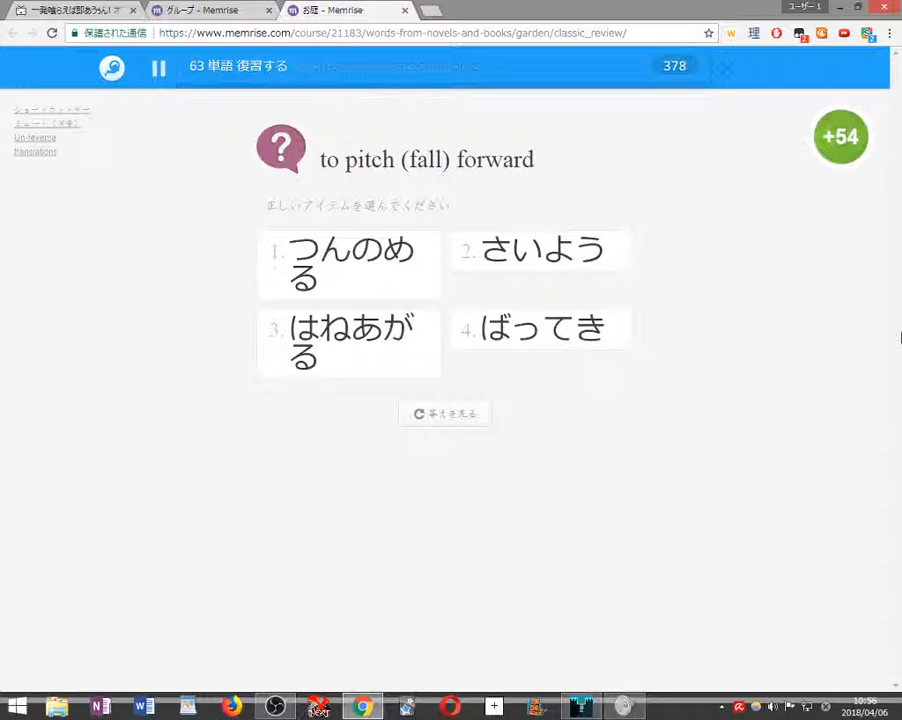 一発喰らえば即あうん!
グループ - Memrise
お庭 - Memrise
ユーザー 1
保護された通信 | https://www.memrise.com/course/21183/words-from-novels-and-books/garden/classic_review/
63 単語 復習する
378
ショートカットキー
ミュート
Un-reverse
translations
+54
? to pitch (fall) forward
正しいアイテムを選んでください
1. つんのめ
る
2. さいよう
3. はねあが
る
4. ばってき
答えを見る
10:56
2018/04/06